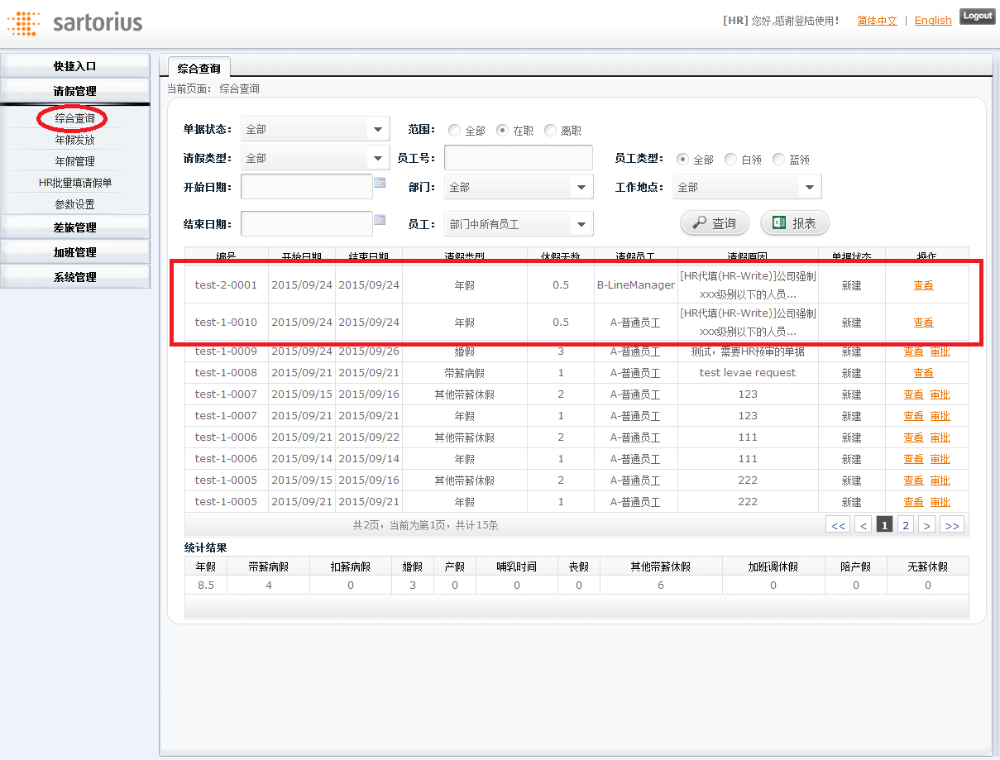 sartorius
[HR] 您好,感谢登陆使用! 简体中文 | English Logout
快捷入口
请假管理
综合查询
年假发放
年假管理
HR批量填请假单
参数设置
差旅管理
加班管理
系统管理
综合查询
当前页面: 综合查询
单据状态: 全部 范围: 全部 在职 离职
请假类型: 全部 员工号: 员工类型: 全部 白领 蓝领
开始日期: 部门: 全部 工作地点: 全部
结束日期: 员工: 部门中所有员工 查询 报表
编号 开始日期 结束日期 请假类型 休假天数 请假员工 请假原因 单据状态 操作
test-2-0001 2015/09/24 2015/09/24 年假 0.5 B-LineManager [HR代填(HR-Write)]公司强制 新建 查看
xxx级别以下的人员...
test-1-0010 2015/09/24 2015/09/24 年假 0.5 A-普通员工 [HR代填(HR-Write)]公司强制 新建 查看
xxx级别以下的人员...
test-1-0009 2015/09/24 2015/09/26 婚假 3 A-普通员工 测试，需要HR预审的单据 新建 查看 审批
test-1-0008 2015/09/21 2015/09/21 带薪病假 1 A-普通员工 test levae request 新建 查看
test-1-0007 2015/09/15 2015/09/16 其他带薪休假 2 A-普通员工 123 新建 查看 审批
test-1-0007 2015/09/21 2015/09/21 年假 1 A-普通员工 123 新建 查看 审批
test-1-0006 2015/09/21 2015/09/22 其他带薪休假 2 A-普通员工 111 新建 查看 审批
test-1-0006 2015/09/14 2015/09/14 年假 1 A-普通员工 111 新建 查看 审批
test-1-0005 2015/09/15 2015/09/16 其他带薪休假 2 A-普通员工 222 新建 查看 审批
test-1-0005 2015/09/21 2015/09/21 年假 1 A-普通员工 222 新建 查看 审批
共2页，当前为第1页，共计15条 << < 1 2 > >>
统计结果
年假 带薪病假 扣薪病假 婚假 产假 哺乳时间 丧假 其他带薪休假 加班调休假 陪产假 无薪休假
8.5 4 0 3 0 0 0 6 0 0 0